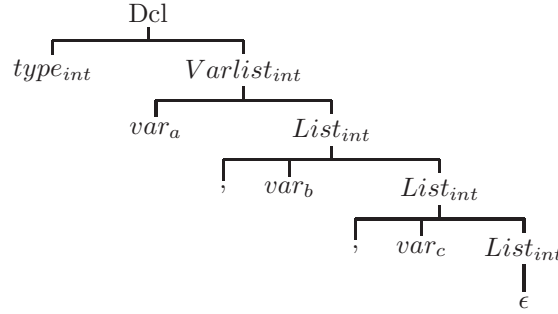 Dcl
type_int Varlist_int
var_a List_int
, var_b List_int
, var_c List_int
ϵ